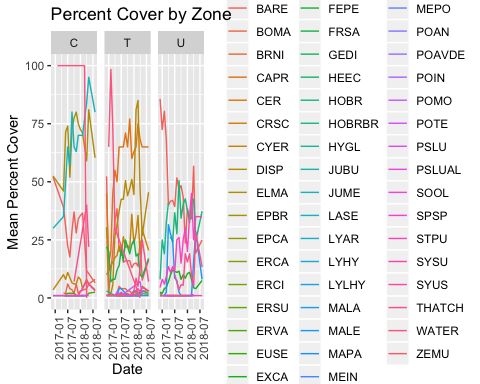 Percent Cover by Zone
C T U
100
75
50
25
0
Mean Percent Cover
2017-01
2017-07
2018-01
2018-07
2017-01
2017-07
2018-01
2018-07
2017-01
2017-07
2018-01
2018-07
Date
BARE
BOMA
BRNI
CAPR
CER
CRSC
CYER
DISP
ELMA
EPBR
EPCA
ERCA
ERCI
ERSU
ERVA
EUSE
EXCA
FEPE
FRSA
GEDI
HEEC
HOBR
HOBRBR
HYGL
JUBU
JUME
LASE
LYAR
LYHY
LYLHY
MALA
MALE
MAPA
MEIN
MEPO
POAN
POAVDE
POIN
POMO
POTE
PSLU
PSLUAL
SOOL
SPSP
STPU
SYSU
SYUS
THATCH
WATER
ZEMU